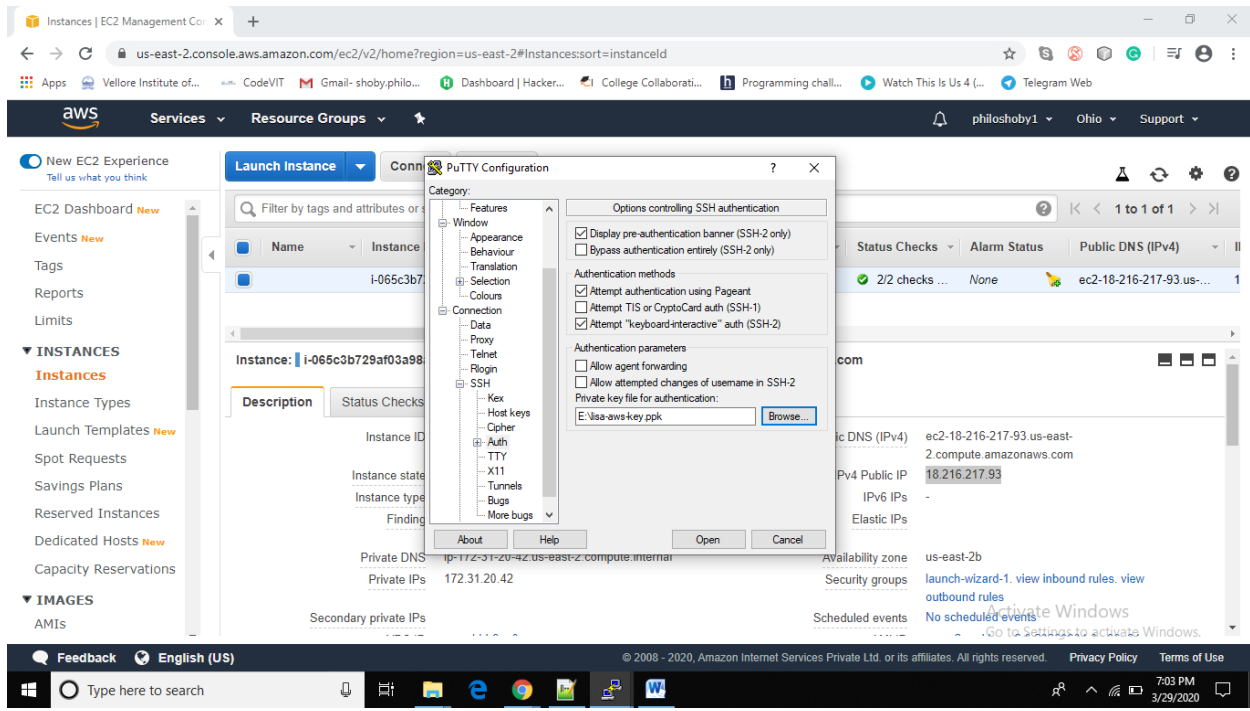 Instances | EC2 Management Con
us-east-2.console.aws.amazon.com/ec2/v2/home?region=us-east-2#Instances:sort=instanceId
Apps Vellore Institute of... CodeVIT Gmail- shoby.philo... Dashboard | Hacker... College Collaborati... Programming chall... Watch This Is Us 4 (... Telegram Web
aws Services Resource Groups philoshoby1 Ohio Support
New EC2 Experience
Tell us what you think
EC2 Dashboard New
Events New
Tags
Reports
Limits
INSTANCES
Instances
Instance Types
Launch Templates New
Spot Requests
Savings Plans
Reserved Instances
Dedicated Hosts New
Capacity Reservations
IMAGES
AMIs
Launch Instance Conn
Filter by tags and attributes or s
1 to 1 of 1
Name Instance Status Checks Alarm Status Public DNS (IPv4)
i-065c3b7 2/2 checks ... None ec2-18-216-217-93.us-...
Instance: i-065c3b729af03a98 com
Description Status Checks
Instance ID
Instance state
Instance type
Finding
Private DNS ip-172-31-20-42.us-east-2.compute.internal
Private IPs 172.31.20.42
Secondary private IPs
ic DNS (IPv4) ec2-18-216-217-93.us-east-
2.compute.amazonaws.com
Pv4 Public IP 18.216.217.93
IPv6 IPs -
Elastic IPs
Availability zone us-east-2b
Security groups launch-wizard-1. view inbound rules. view
outbound rules
Scheduled events No scheduled events
PuTTY Configuration ? X
Category:
Features
Window
Appearance
Behaviour
Translation
Selection
Colours
Connection
Data
Proxy
Telnet
Rlogin
SSH
Kex
Host keys
Cipher
Auth
TTY
X11
Tunnels
Bugs
More bugs
Options controlling SSH authentication
Display pre-authentication banner (SSH-2 only)
Bypass authentication entirely (SSH-2 only)
Authentication methods
Attempt authentication using Pageant
Attempt TIS or CryptoCard auth (SSH-1)
Attempt "keyboard-interactive" auth (SSH-2)
Authentication parameters
Allow agent forwarding
Allow attempted changes of username in SSH-2
Private key file for authentication:
E:\lisa-aws-key.ppk Browse...
About Help Open Cancel
Activate Windows
Go to Settings to activate Windows.
Feedback English (US) © 2008 - 2020, Amazon Internet Services Private Ltd. or its affiliates. All rights reserved. Privacy Policy Terms of Use
Type here to search
7:03 PM
3/29/2020